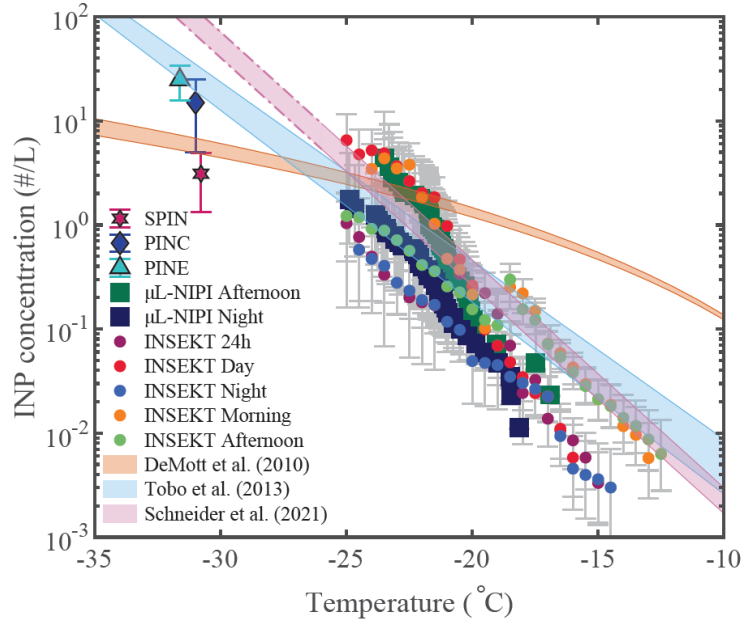 INP concentration (#/L)
10^2
10^1
10^0
10^-1
10^-2
10^-3
SPIN
PINC
PINE
μL-NIPI Afternoon
μL-NIPI Night
INSEKT 24h
INSEKT Day
INSEKT Night
INSEKT Morning
INSEKT Afternoon
DeMott et al. (2010)
Tobo et al. (2013)
Schneider et al. (2021)
-35 -30 -25 -20 -15 -10
Temperature (°C)